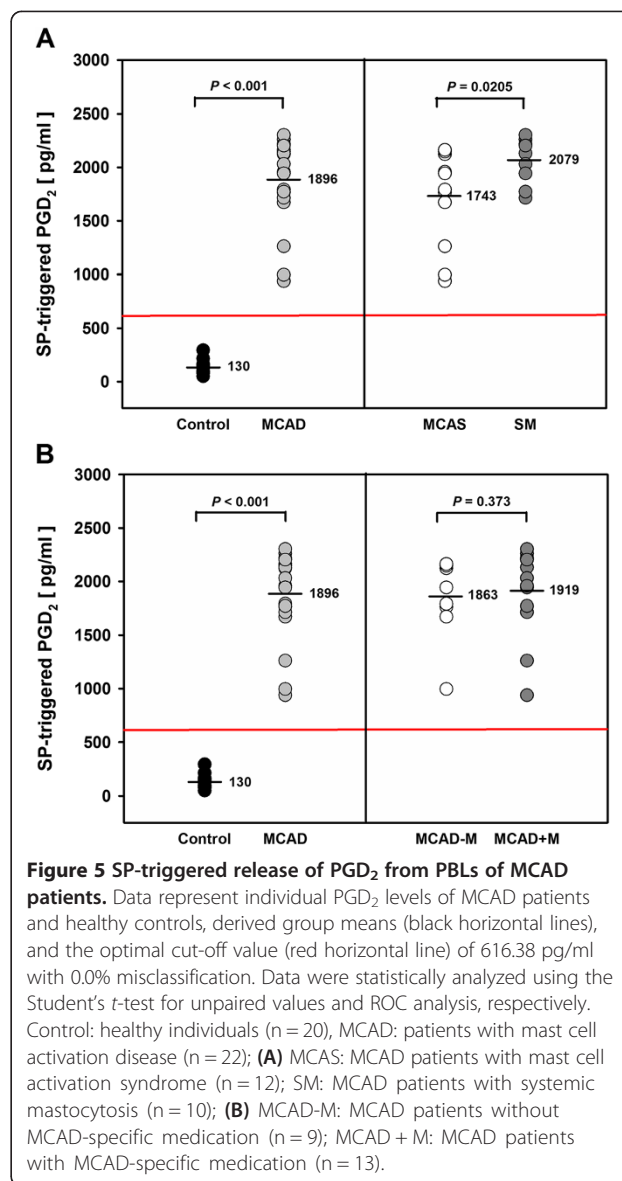 A
SP-triggered PGD2 [ pg/ml ]
3000
2500
2000
1500
1000
500
0
P < 0.001
1896
130
P = 0.0205
1743
2079
Control MCAD MCAS SM
B
SP-triggered PGD2 [ pg/ml ]
3000
2500
2000
1500
1000
500
0
P < 0.001
1896
130
P = 0.373
1863
1919
Control MCAD MCAD-M MCAD+M
Figure 5 SP-triggered release of PGD2 from PBLs of MCAD
patients. Data represent individual PGD2 levels of MCAD patients
and healthy controls, derived group means (black horizontal lines),
and the optimal cut-off value (red horizontal line) of 616.38 pg/ml
with 0.0% misclassification. Data were statistically analyzed using the
Student's t-test for unpaired values and ROC analysis, respectively.
Control: healthy individuals (n = 20), MCAD: patients with mast cell
activation disease (n = 22); (A) MCAS: MCAD patients with mast cell
activation syndrome (n = 12); SM: MCAD patients with systemic
mastocytosis (n = 10); (B) MCAD-M: MCAD patients without
MCAD-specific medication (n = 9); MCAD + M: MCAD patients
with MCAD-specific medication (n = 13).